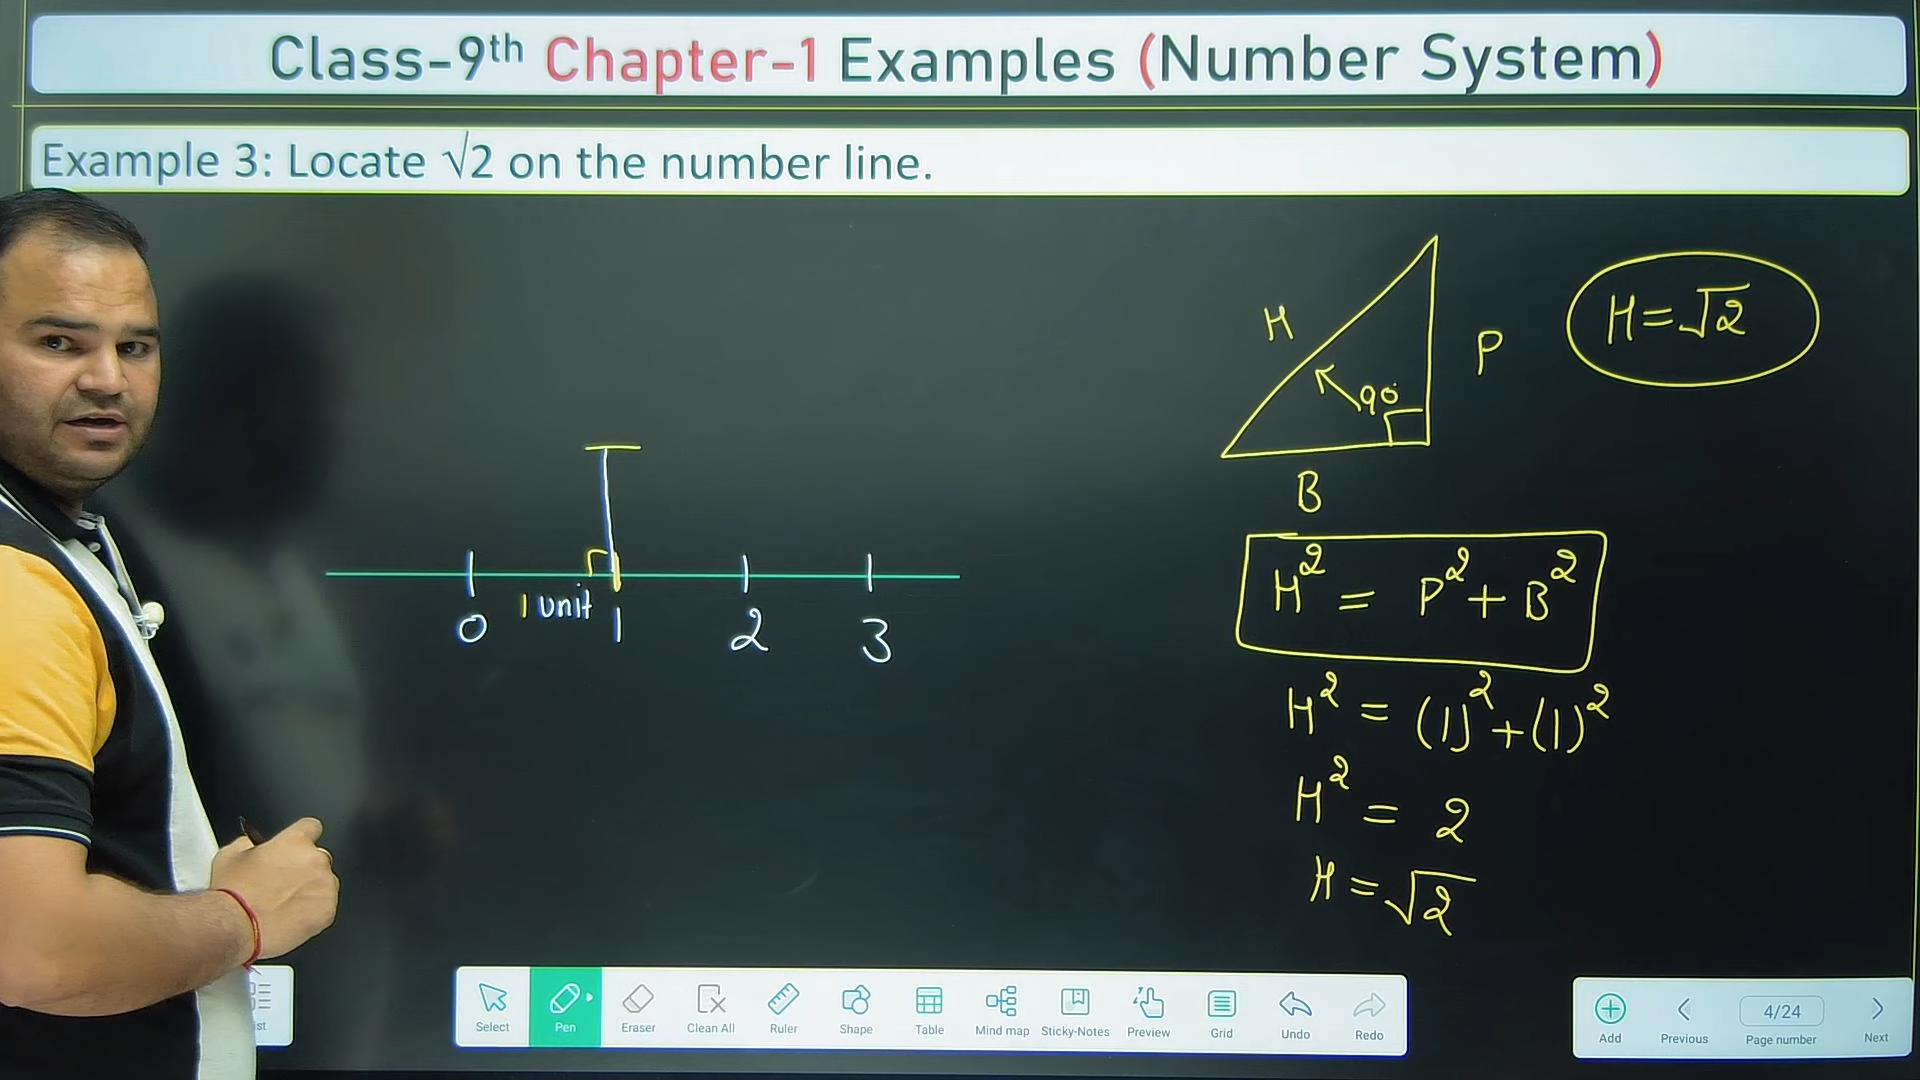 Class-9th Chapter-1 Examples (Number System)
Example 3: Locate √2 on the number line.
H
P
90°
B
H=√2
1 unit
0 1 2 3
H² = P² + B²
H² = (1)² + (1)²
H² = 2
H = √2
Select Pen Eraser Clean All Ruler Shape Table Mind map Sticky-Notes Preview Grid Undo Redo
Add Previous 4/24 Page number Next